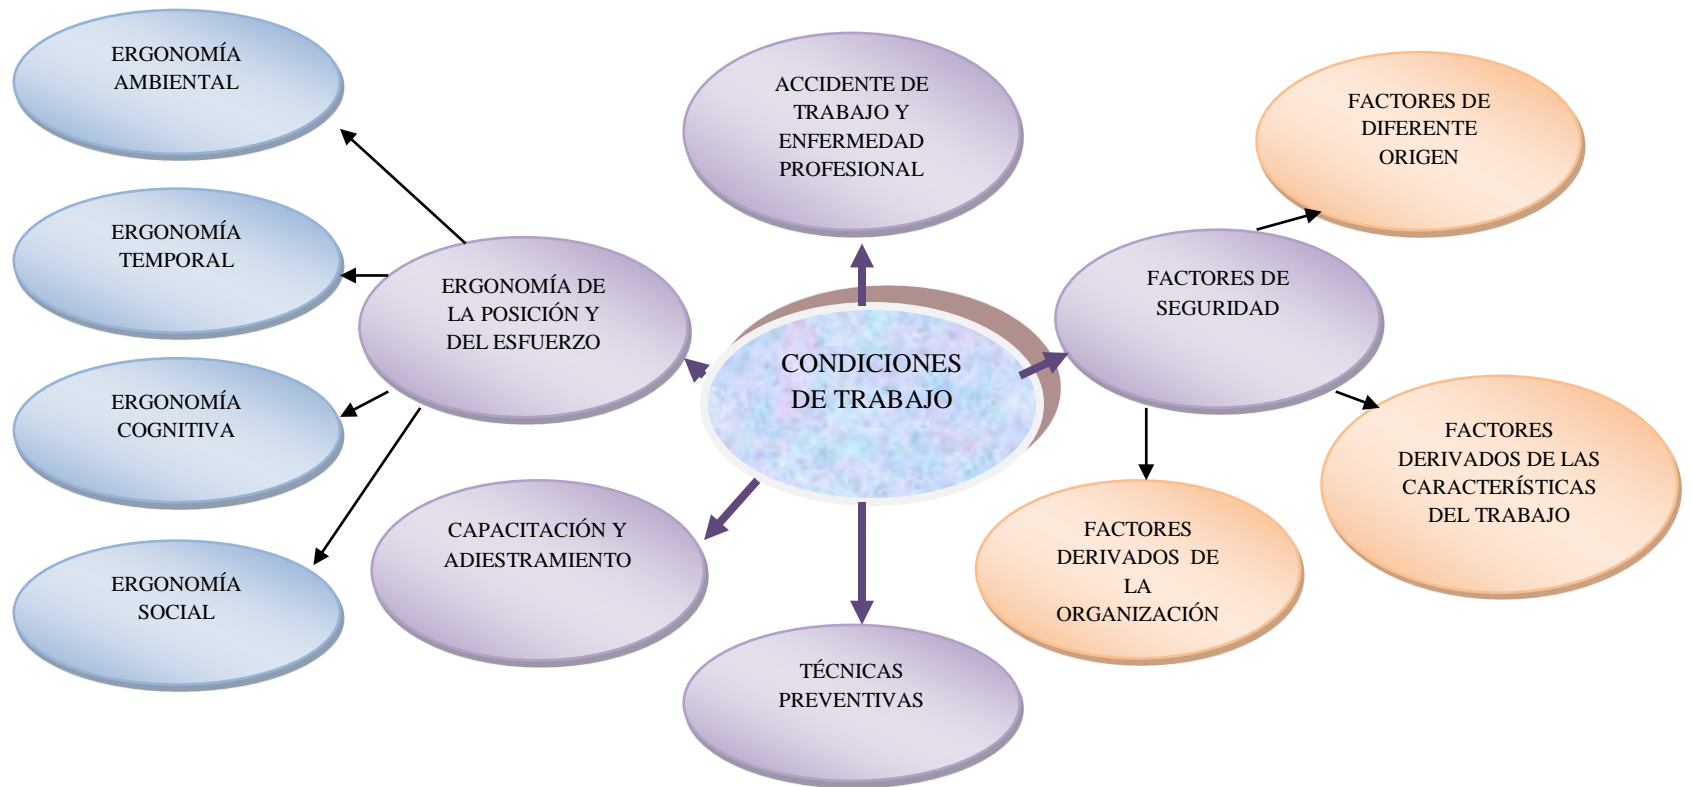 ERGONOMÍA
AMBIENTAL
ERGONOMÍA
TEMPORAL
ERGONOMÍA
COGNITIVA
ERGONOMÍA
SOCIAL
ERGONOMÍA DE
LA POSICIÓN Y
DEL ESFUERZO
CAPACITACIÓN Y
ADIESTRAMIENTO
ACCIDENTE DE
TRABAJO Y
ENFERMEDAD
PROFESIONAL
CONDICIONES
DE TRABAJO
TÉCNICAS
PREVENTIVAS
FACTORES DE
SEGURIDAD
FACTORES DE
DIFERENTE
ORIGEN
FACTORES
DERIVADOS DE LAS
CARACTERÍSTICAS
DEL TRABAJO
FACTORES
DERIVADOS DE
LA
ORGANIZACIÓN